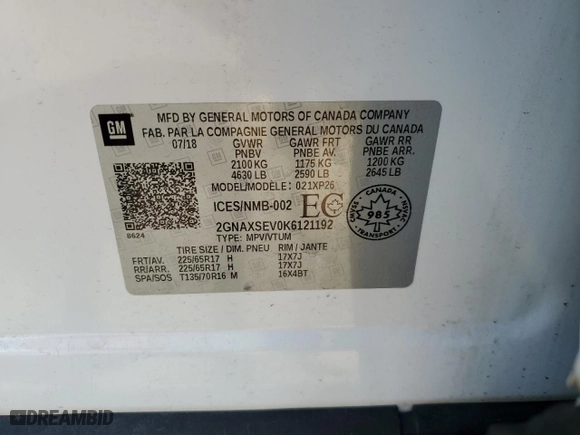 GM
MFD BY GENERAL MOTORS OF CANADA COMPANY
FAB. PAR LA COMPAGNIE GENERAL MOTORS DU CANADA
07/18 GVWR GAWR FRT GAWR RR
PNBV PNBE AV. PNBE ARR.
2100 KG 1175 KG 1200 KG
4630 LB 2590 LB 2645 LB
MODEL/MODÈLE: 021XP26
ICES/NMB-002 EC
CANADA
985
TRANSPORT
NSVAC
2GNAXSEV0K6121192
8624
TYPE: MPV/VTUM
TIRE SIZE / DIM. PNEU RIM / JANTE
FRT/AV. 225/65R17 H 17X7J
RR/ARR. 225/65R17 H 17X7J
SPA/SOS T135/70R16 M 16X4BT
DREAMBID